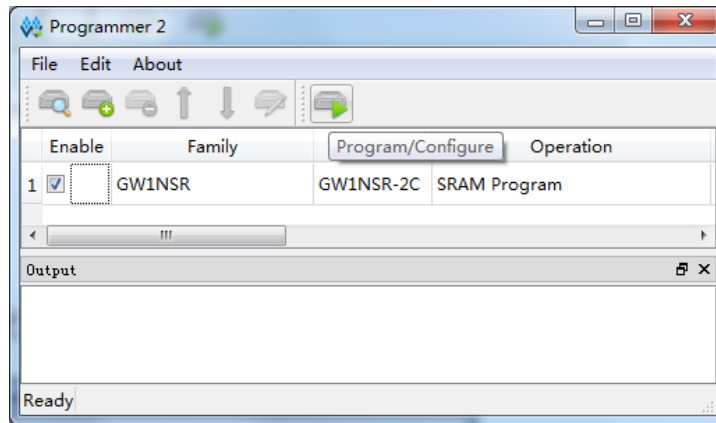 Programmer 2
File Edit About
Enable Family Program/Configure Operation
1 GW1NSR GW1NSR-2C SRAM Program
Output
Ready